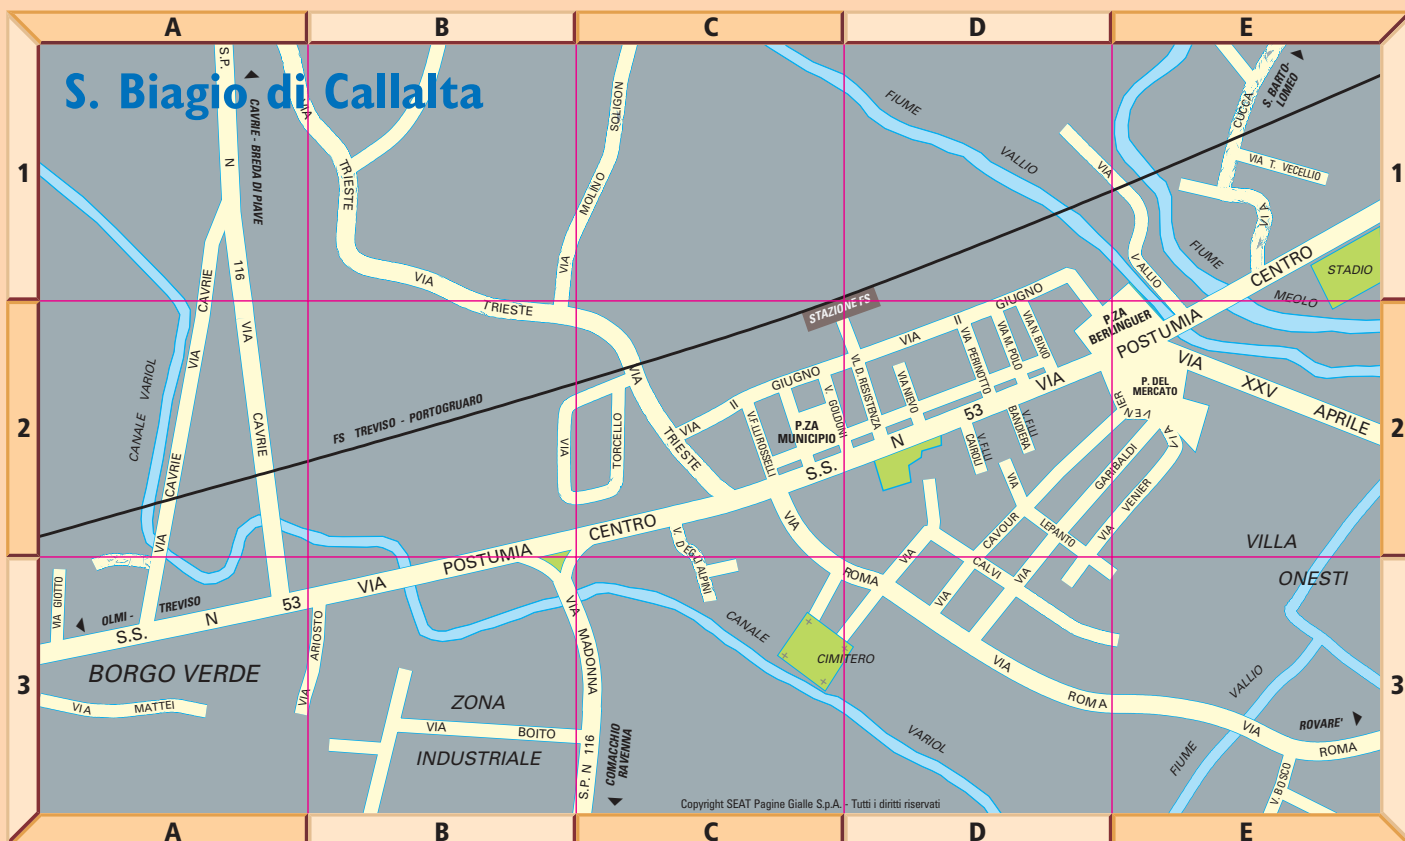 A B C D E
S. Biagio di Callalta
1
1
2
2
3
3
S.P. N 116
CAVRIE - BREDA DI PIAVE
VIA TRIESTE
VIA TRIESTE
VIA TRIESTE
VIA MOLINO SOLIGON
FIUME VALLIO
VIA VALLIO
VIA CUCCA
S. BARTO-
LOMEO
VIA T. VECELLIO
FIUME MEOLO
STADIO
CANALE VARIOL
VIA CAVRIE
VIA CAVRIE
VIA CAVRIE
FS TREVISO - PORTOGRUARO
STAZIONE FS
VIA TORCELLO
VIA II GIUGNO
VIA II GIUGNO
V. F.LLI ROSSELLI
P.ZA
MUNICIPIO
V. GOLDONI
VL. D. RESISTENZA
VIA NIEVO
VIA PERINOTTO
VIA M. POLO
VIA N. BIXIO
P.ZA
BERLINGUER
P. DEL
MERCATO
VIA XXV APRILE
S.S. N 53 VIA POSTUMIA CENTRO
V. F.LLI
CAIROLI
V. F.LLI
BANDIERA
VIA VENIER
VIA VENIER
VIA GARIBALDI
VIA CAVOUR
VIA LEPANTO
VIA CALVI
VILLA
ONESTI
VIA GIOTTO
OLMI - TREVISO
S.S. N 53 VIA POSTUMIA CENTRO
V. DEGLI ALPINI
BORGO VERDE
VIA MATTEI
VIA ARIOSTO
ZONA
INDUSTRIALE
VIA BOITO
VIA MADONNA
S.P. N 116
COMACCHIO
RAVENNA
CANALE VARIOL
CIMITERO
VIA ROMA
VIA ROMA
VIA ROMA
FIUME VALLIO
ROVARE'
V. BOSCO
Copyright SEAT Pagine Gialle S.p.A. - Tutti i diritti riservati
A B C D E